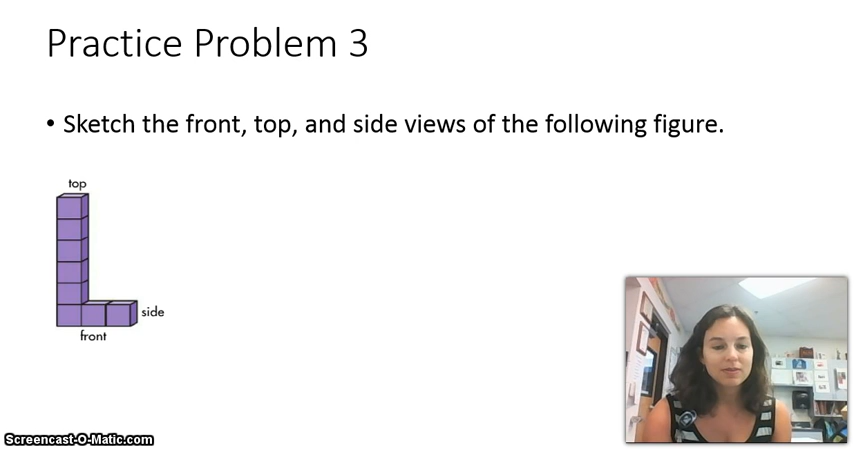 Practice Problem 3
• Sketch the front, top, and side views of the following figure.
top
side
front
Screencast-O-Matic.com